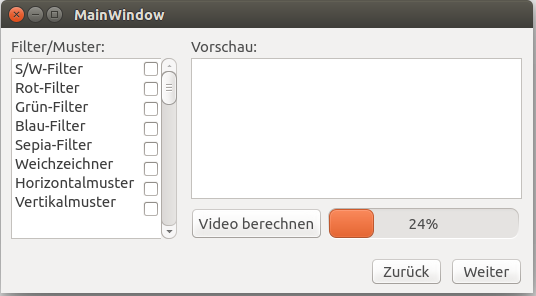 MainWindow
Filter/Muster:
S/W-Filter
Rot-Filter
Grün-Filter
Blau-Filter
Sepia-Filter
Weichzeichner
Horizontalmuster
Vertikalmuster
Vorschau:
Video berechnen
24%
Zurück
Weiter